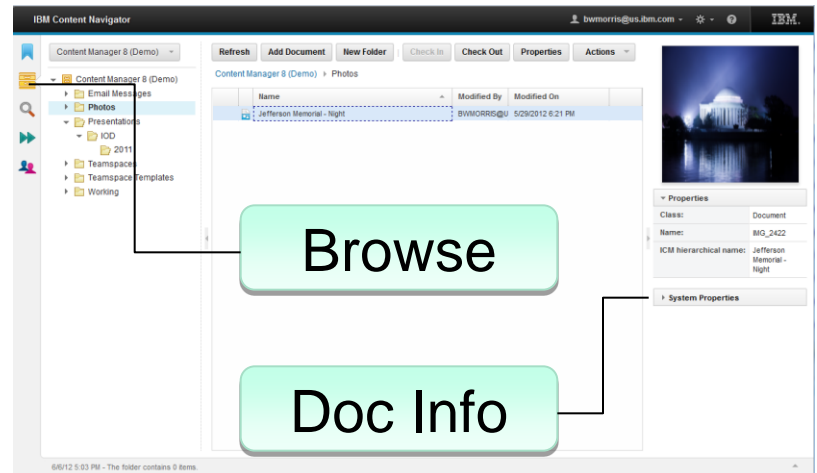 IBM Content Navigator
bwmorris@us.ibm.com
IBM.
Content Manager 8 (Demo)
Refresh Add Document New Folder Check In Check Out Properties Actions
Content Manager 8 (Demo)
Email Messages
Photos
Presentations
IOD
2011
Teamspaces
Teamspace Templates
Working
Content Manager 8 (Demo) Photos
Name Modified By Modified On
Jefferson Memorial - Night BWMORRIS@U 5/29/2012 6:21 PM
Properties
Class: Document
Name: IMG_2422
ICM hierarchical name: Jefferson
Memorial -
Night
System Properties
Browse
Doc Info
6/6/12 5:03 PM - The folder contains 0 items.